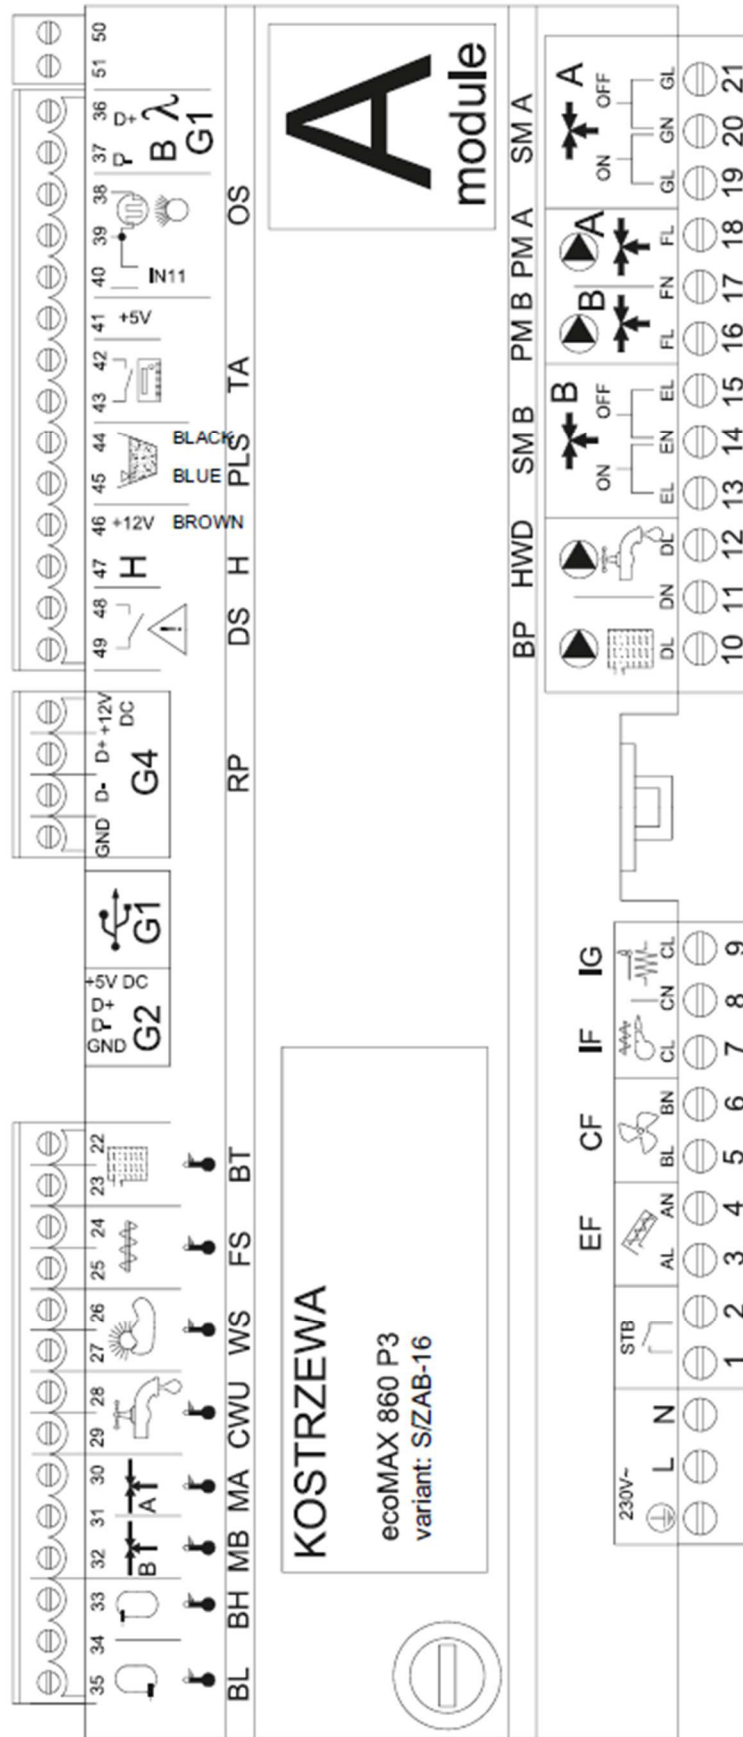 50
51
36 D+ B λ
37 D- G1
38
39
40 IN11
OS
41 +5V
42
43
TA
44 BLACK
45 BLUE
PLS
46 +12V BROWN
47 H
H
48
49
DS
+12V DC
D+
D-
GND
G4
RP
G1
+5V DC
D+
D-
GND
G2
22
23
BT
24
25
FS
26
27
WS
28
29
CWU
30
31
A
MA
32
B
MB
33
BH
34
35
BL
A
module
KOSTRZEWA
ecoMAX 860 P3
variant: S/ZAB-16
SM A
A
OFF
ON
GL 21
GN 20
GL 19
PM A
A
FL 18
FN 17
PM B
B
FL 16
SM B
B
OFF
ON
EL 15
EN 14
EL 13
HWD
DL 12
DN 11
BP
DL 10
IG
CL 9
CN 8
IF
CL 7
CF
BN 6
BL 5
EF
AN 4
AL 3
STB
2
1
230V~
N
L